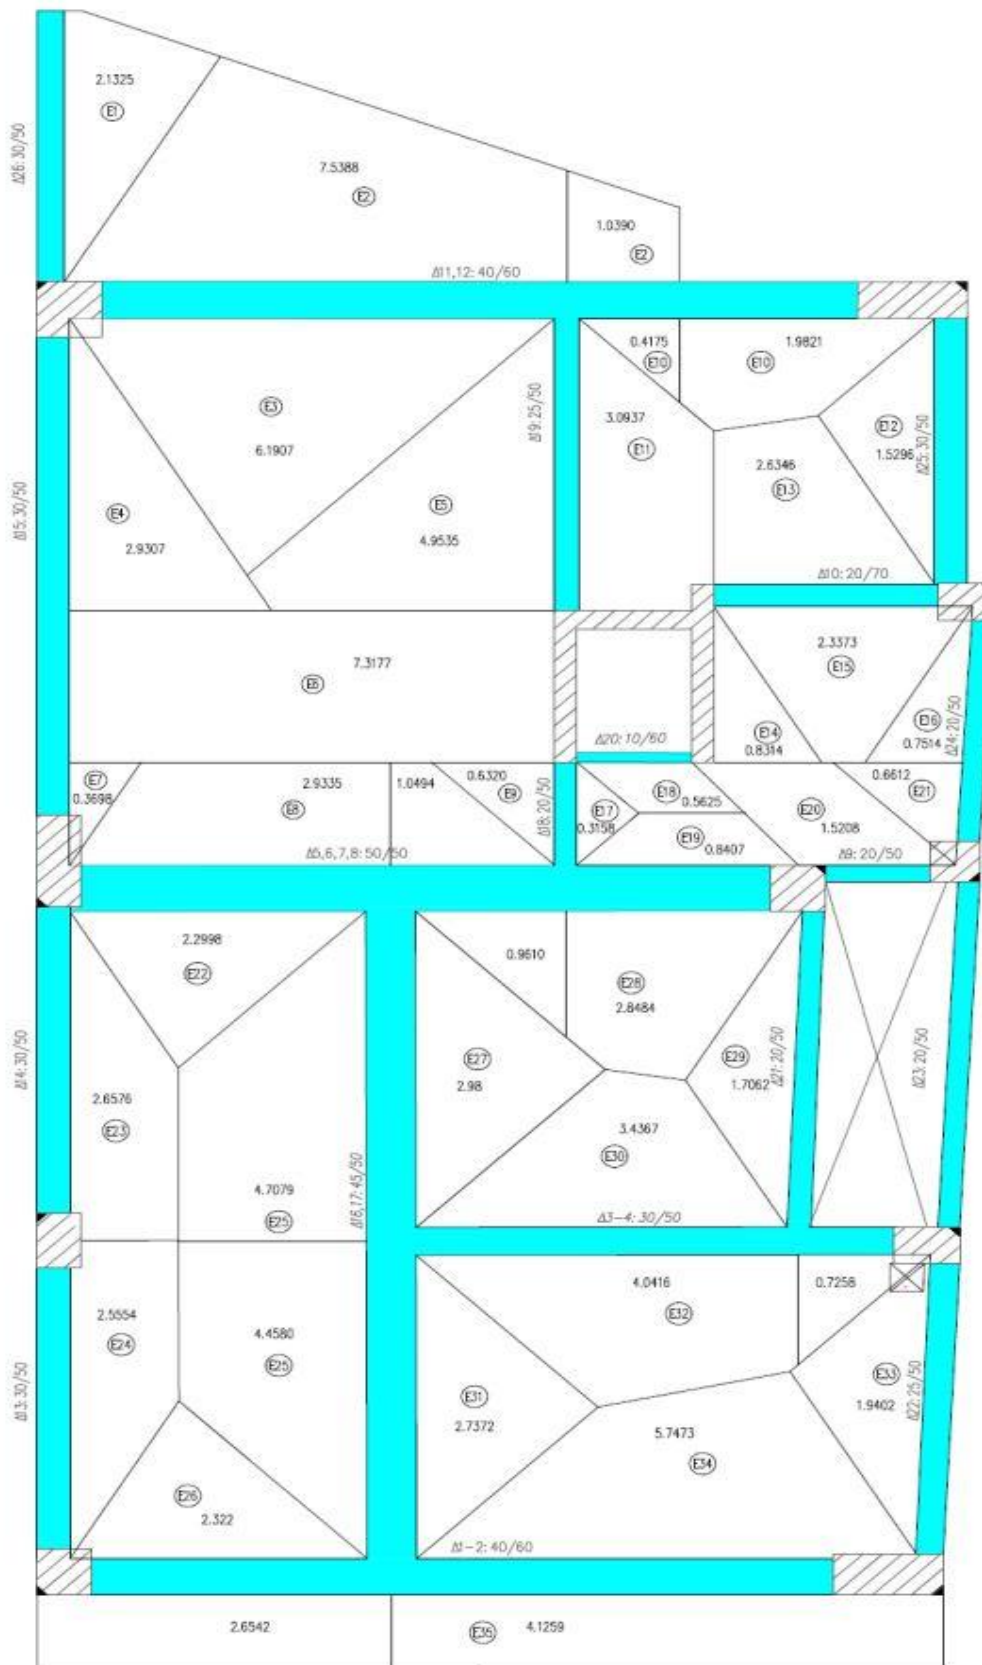 2.1325
E1
Δ26: 30/50
7.5388
E2
1.0390
E2
Δ11,12: 40/60
0.4175
E10
1.9821
E10
E3
6.1907
Δ19: 25/50
3.0937
E11
E12
1.5296
Δ25: 30/50
2.6346
E13
Δ15: 30/50
E4
2.9307
E5
4.9535
Δ10: 20/70
7.3177
E6
2.3373
E15
E14
0.8314
E16
0.7514
Δ24: 20/50
Δ20: 10/60
E7
0.3698
2.9335
E8
1.0494
0.6320
E9
Δ18: 20/50
E17
0.3158
E18
0.5625
E19
0.8407
E20
1.5208
0.6612
E21
Δ5,6,7,8: 50/50
Δ9: 20/50
2.2998
E22
0.9610
E28
2.8484
E27
2.98
E29
1.7062
Δ21: 20/50
Δ23: 20/50
Δ14: 30/50
2.6576
E23
3.4367
E30
4.7079
E25
Δ16,17: 45/50
Δ3-4: 30/50
2.5554
E24
4.4580
E25
4.0416
E32
0.7258
E31
2.7372
E33
1.9402
Δ22: 25/50
Δ13: 30/50
5.7473
E34
E26
2.322
Δ1-2: 40/60
2.6542
E35
4.1259